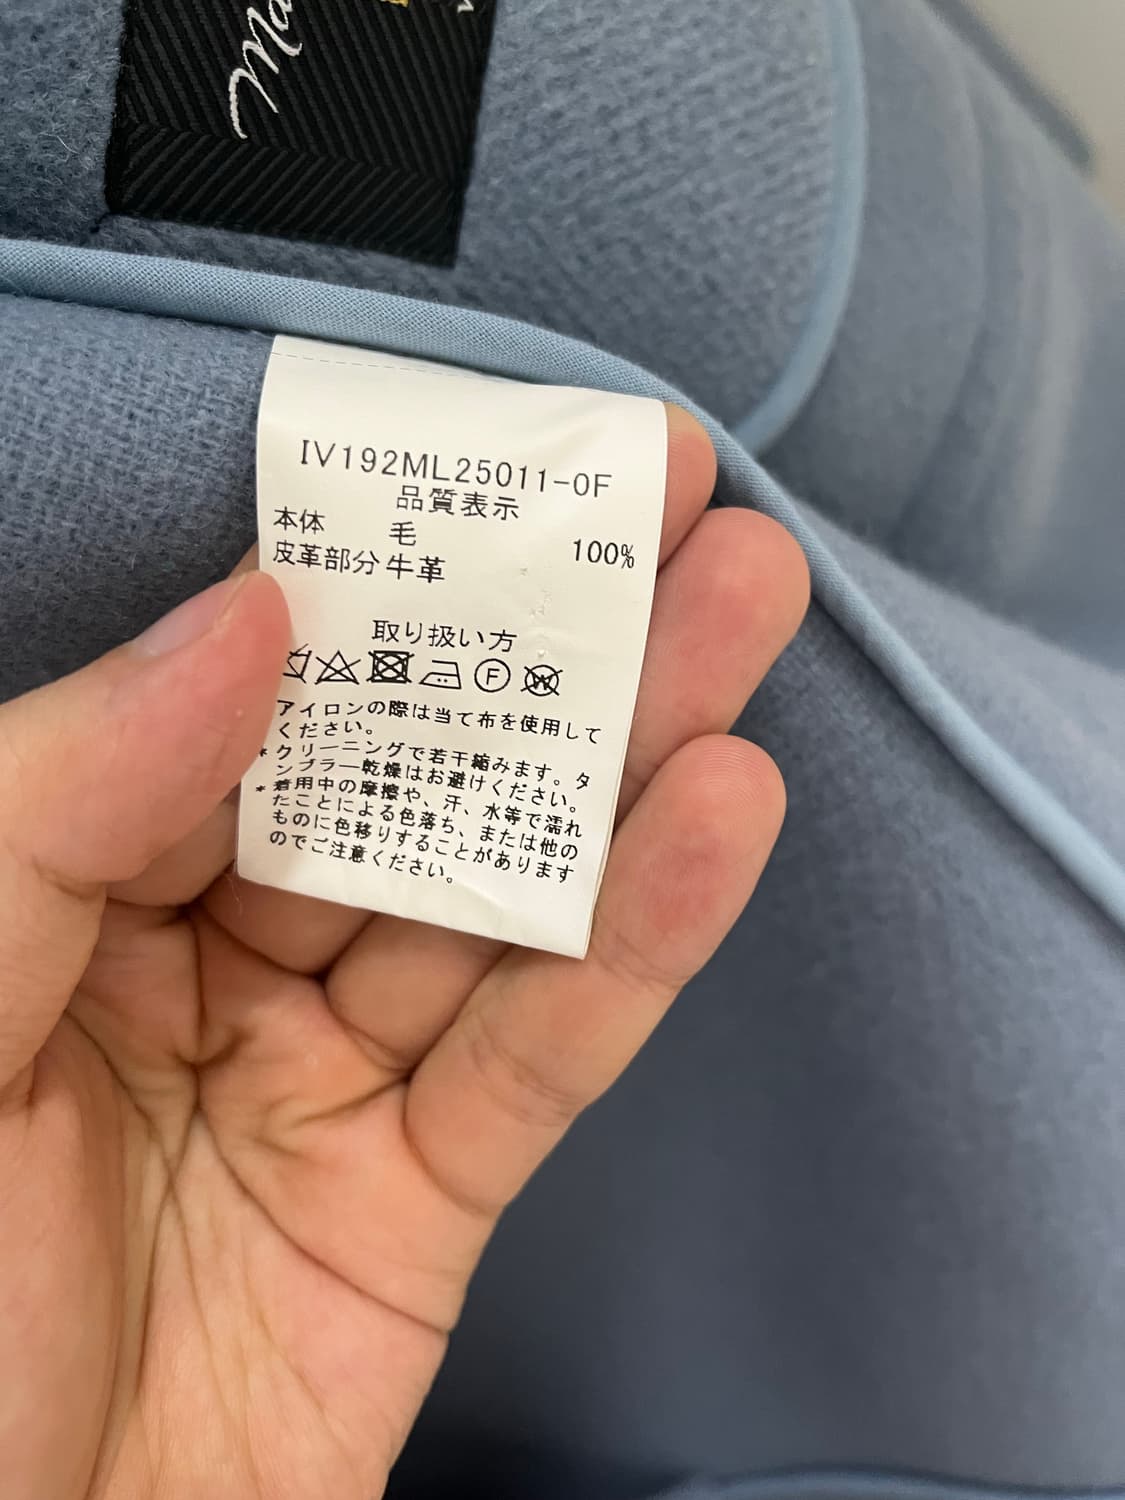 Ma
IV192ML25011-0F
品質表示
本体 毛 100%
皮革部分 牛革
取り扱い方
F W
アイロンの際は当て布を使用して
ください。
*クリーニングで若干縮みます。タ
ンブラー乾燥はお避けください。
*着用中の摩擦や、汗、水等で濡れ
たことによる色落ち、または他の
ものに色移りすることがあります
のでご注意ください。